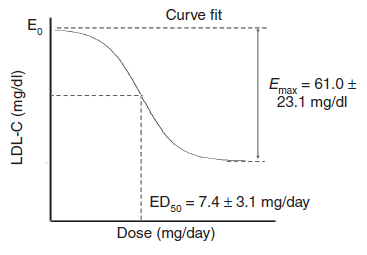 Curve fit
E0
LDL-C (mg/dl)
Emax = 61.0 ±
23.1 mg/dl
ED50 = 7.4 ± 3.1 mg/day
Dose (mg/day)